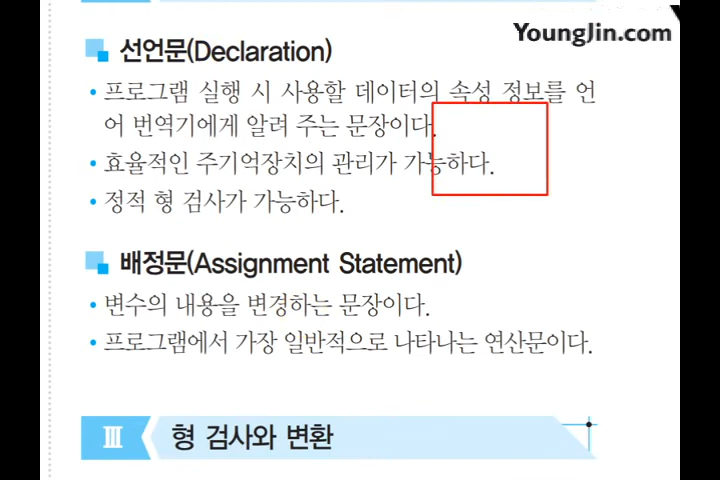 YoungJin.com
선언문(Declaration)
• 프로그램 실행 시 사용할 데이터의 속성 정보를 언
어 번역기에게 알려 주는 문장이다.
• 효율적인 주기억장치의 관리가 가능하다.
• 정적 형 검사가 가능하다.
배정문(Assignment Statement)
• 변수의 내용을 변경하는 문장이다.
• 프로그램에서 가장 일반적으로 나타나는 연산문이다.
Ⅲ 형 검사와 변환